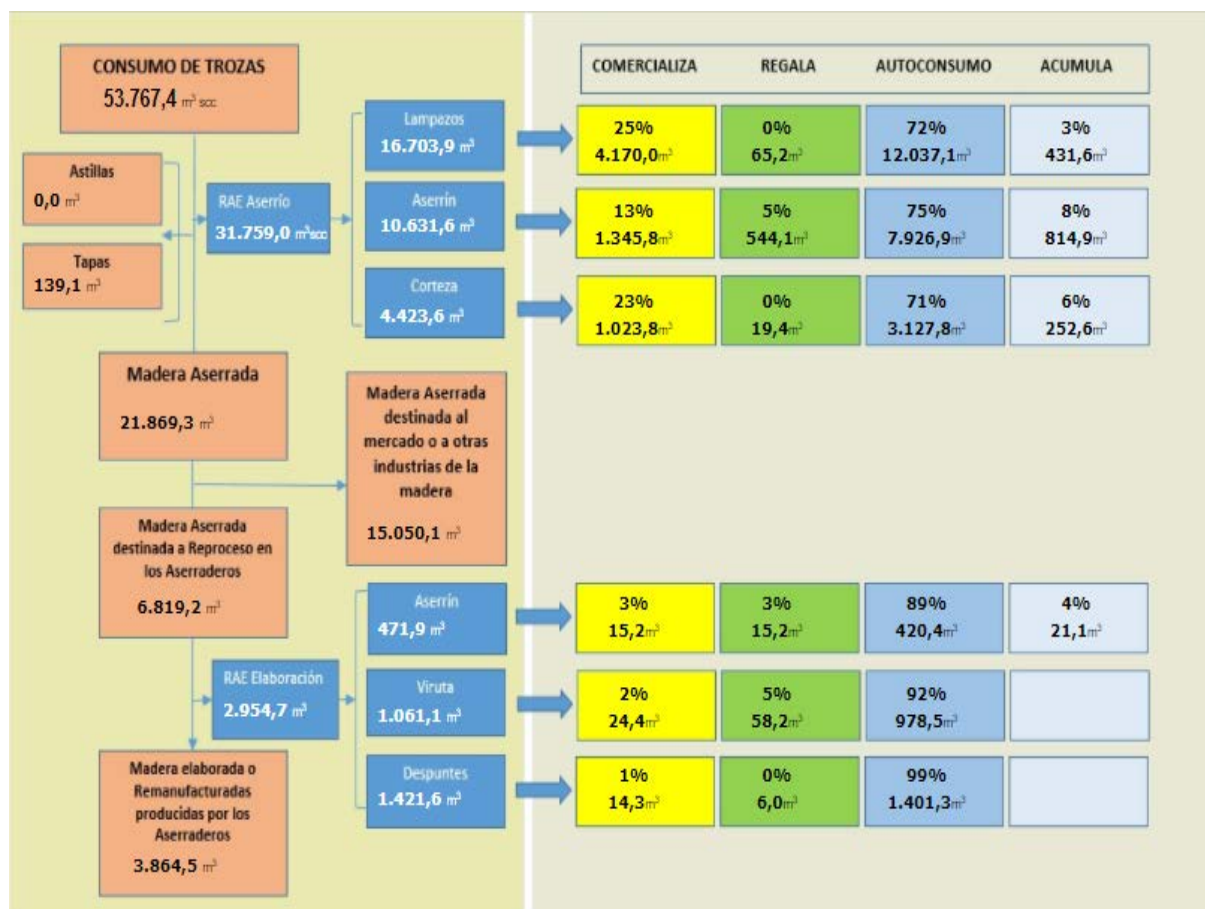 CONSUMO DE TROZAS
53.767,4 m³ scc
Astillas
0,0 m³
Tapas
139,1 m³
RAE Aserrío
31.759,0 m³scc
Lampazos
16.703,9 m³
Aserrín
10.631,6 m³
Corteza
4.423,6 m³
COMERCIALIZA REGALA AUTOCONSUMO ACUMULA
25% 0% 72% 3%
4.170,0m³ 65,2m³ 12.037,1m³ 431,6m³
13% 5% 75% 8%
1.345,8m³ 544,1m³ 7.926,9m³ 814,9m³
23% 0% 71% 6%
1.023,8m³ 19,4m³ 3.127,8m³ 252,6m³
Madera Aserrada
21.869,3 m³
Madera Aserrada
destinada al
mercado o a otras
industrias de la
madera
15.050,1 m³
Madera Aserrada
destinada a Reproceso en
los Aserraderos
6.819,2 m³
RAE Elaboración
2.954,7 m³
Aserrín
471,9 m³
Viruta
1.061,1 m³
Despuntes
1.421,6 m³
3% 3% 89% 4%
15,2m³ 15,2m³ 420,4m³ 21,1m³
2% 5% 92%
24,4m³ 58,2m³ 978,5m³
1% 0% 99%
14,3m³ 6,0m³ 1.401,3m³
Madera elaborada o
Remanufacturadas
producidas por los
Aserraderos
3.864,5 m³